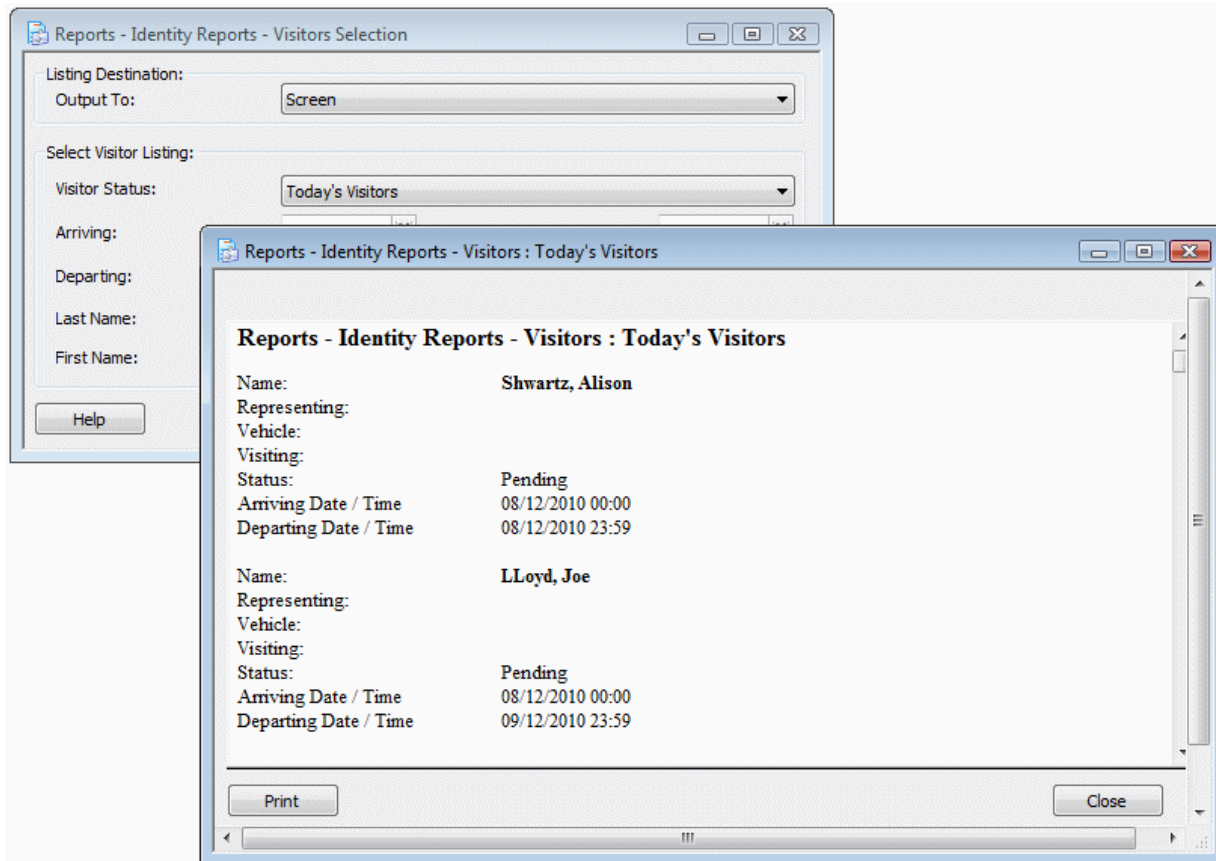 Reports - Identity Reports - Visitors Selection
Listing Destination:
Output To: Screen
Select Visitor Listing:
Visitor Status: Today's Visitors
Arriving:
Departing:
Last Name:
First Name:
Help
Reports - Identity Reports - Visitors : Today's Visitors
Reports - Identity Reports - Visitors : Today's Visitors
Name: Shwartz, Alison
Representing:
Vehicle:
Visiting:
Status: Pending
Arriving Date / Time 08/12/2010 00:00
Departing Date / Time 08/12/2010 23:59
Name: LLoyd, Joe
Representing:
Vehicle:
Visiting:
Status: Pending
Arriving Date / Time 08/12/2010 00:00
Departing Date / Time 09/12/2010 23:59
Print Close